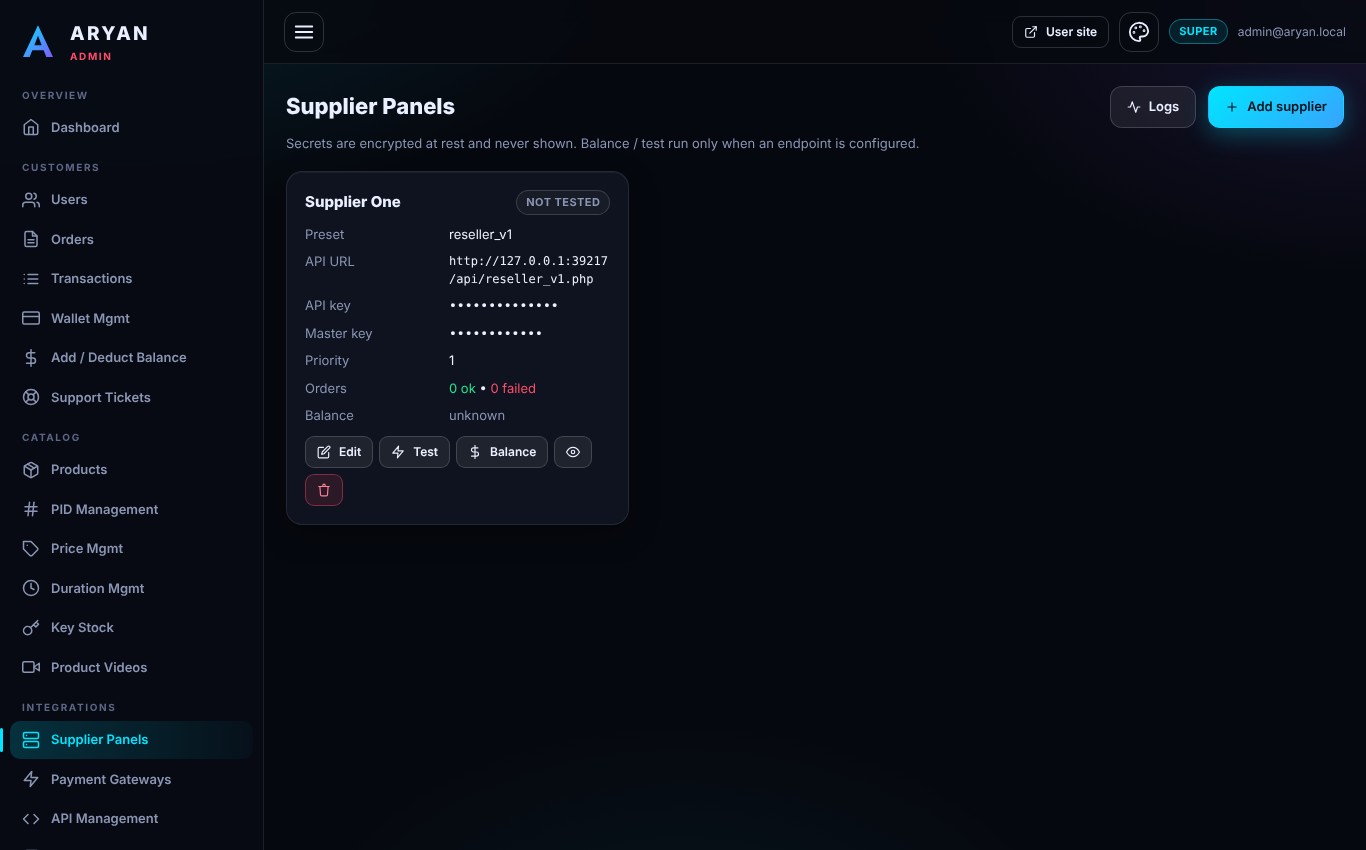 ARYAN
ADMIN
User site
SUPER
admin@aryan.local
OVERVIEW
Dashboard
CUSTOMERS
Users
Orders
Transactions
Wallet Mgmt
Add / Deduct Balance
Support Tickets
CATALOG
Products
PID Management
Price Mgmt
Duration Mgmt
Key Stock
Product Videos
INTEGRATIONS
Supplier Panels
Payment Gateways
API Management
Supplier Panels
Logs
Add supplier
Secrets are encrypted at rest and never shown. Balance / test run only when an endpoint is configured.
Supplier One
NOT TESTED
Preset reseller_v1
API URL http://127.0.0.1:39217
/api/reseller_v1.php
API key ••••••••••••••
Master key ••••••••••••
Priority 1
Orders 0 ok • 0 failed
Balance unknown
Edit
Test
Balance